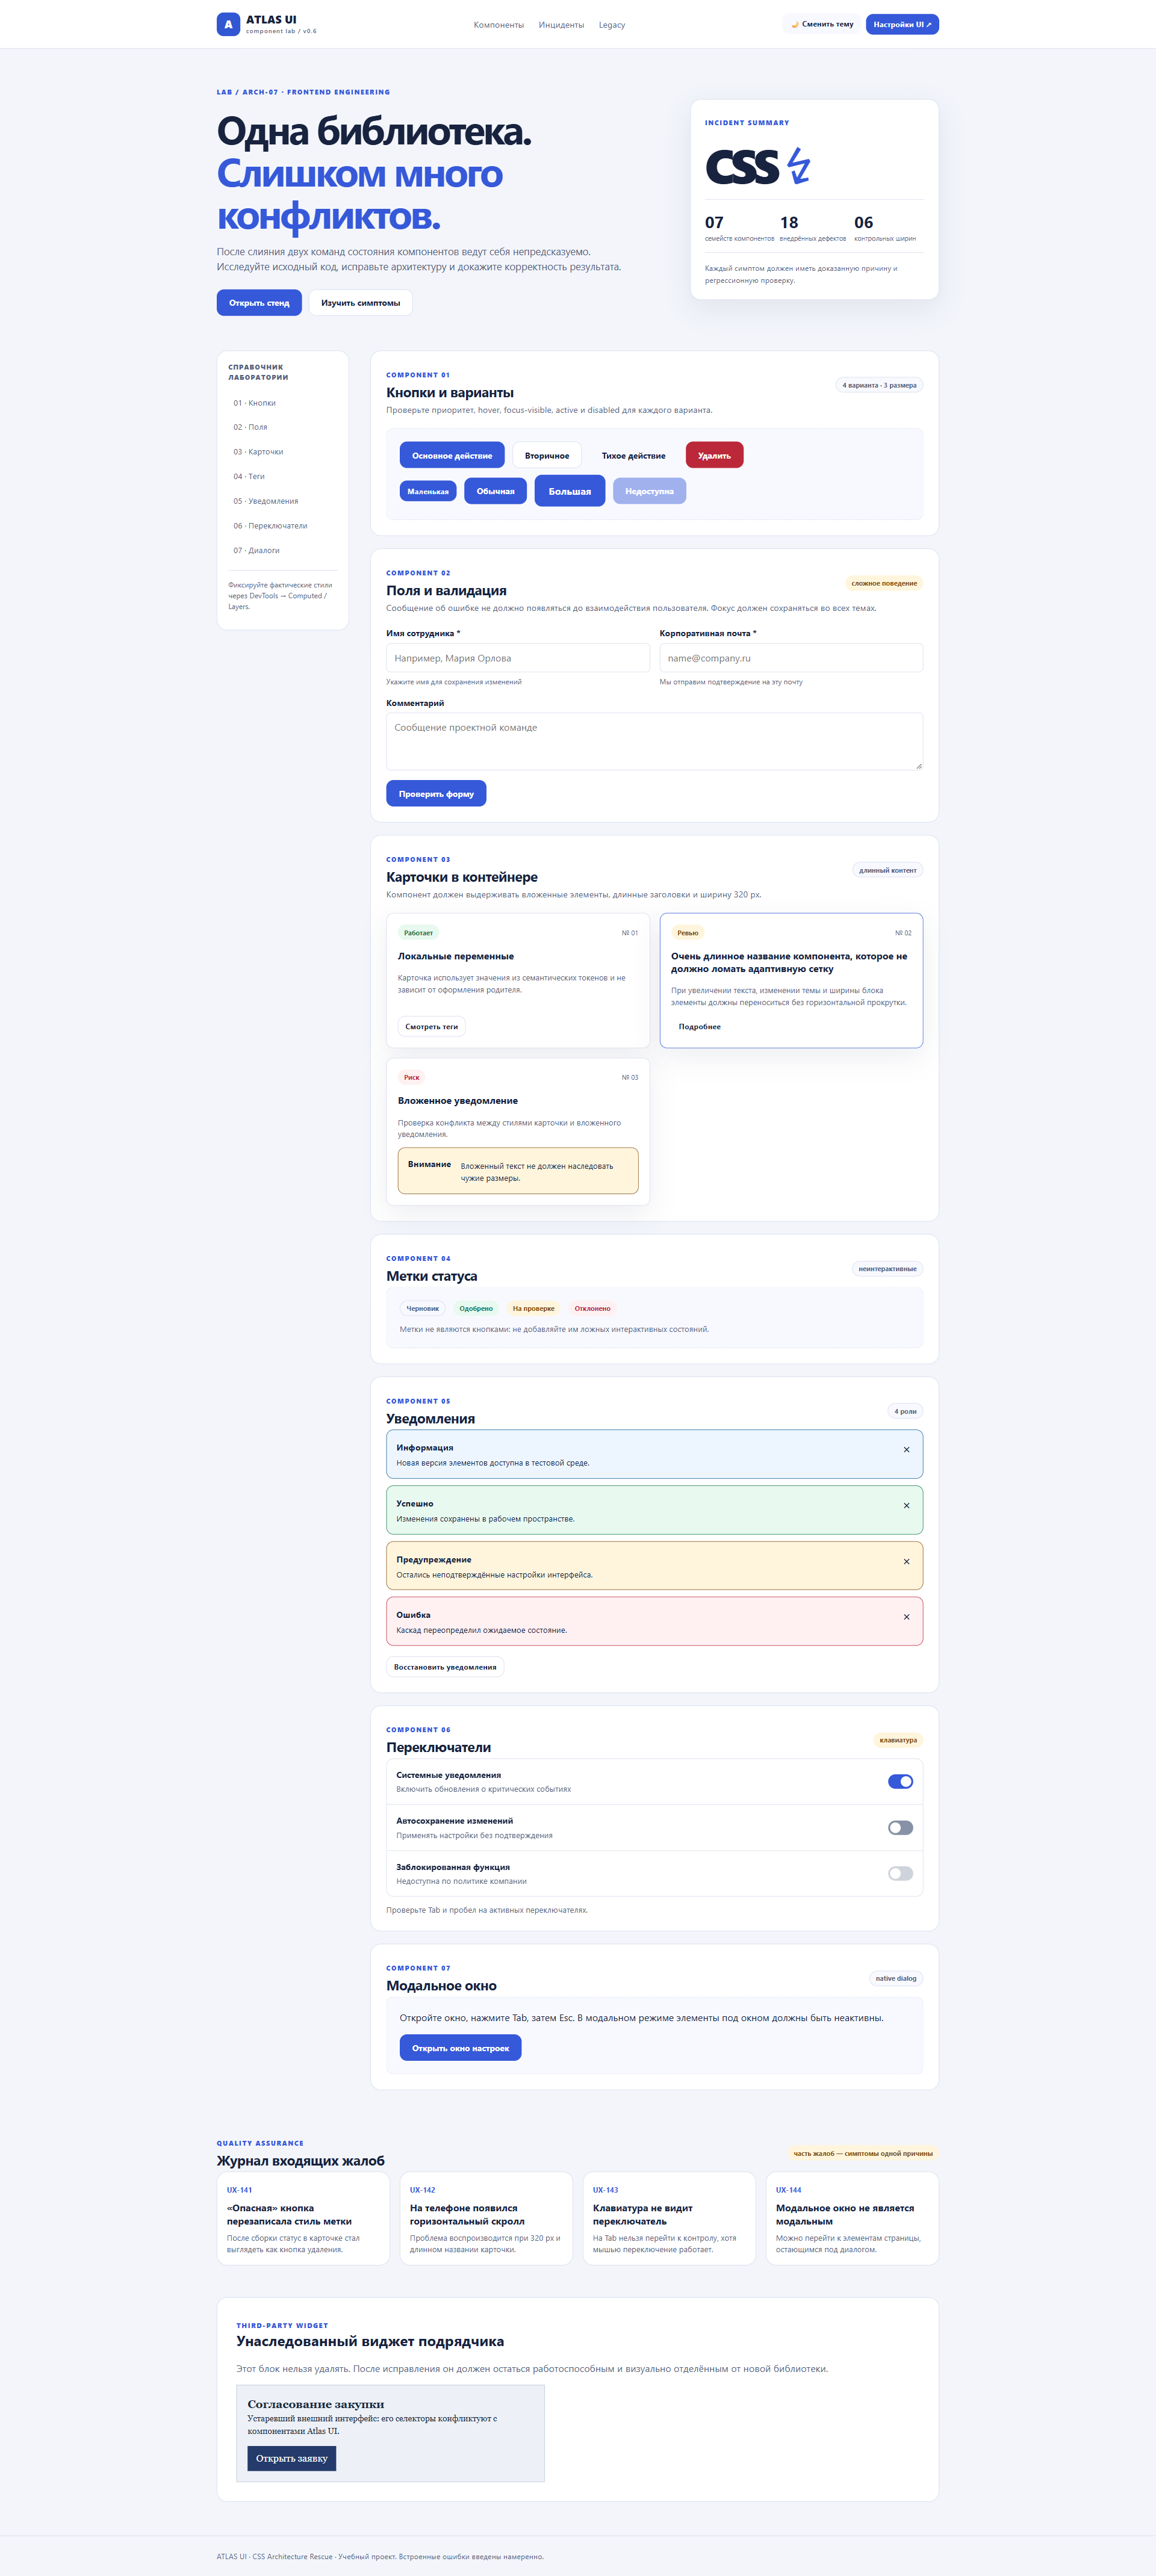 A
ATLAS UI
component lab / v0.6
Компоненты
Инциденты
Legacy
🌙 Сменить тему
Настройки UI ↗
LAB / ARCH-07 · FRONTEND ENGINEERING
Одна библиотека.
Слишком много
конфликтов.
После слияния двух команд состояния компонентов ведут себя непредсказуемо.
Исследуйте исходный код, исправьте архитектуру и докажите корректность результата.
Открыть стенд
Изучить симптомы
INCIDENT SUMMARY
CSS
07
семейств компонентов
18
внедрённых дефектов
06
контрольных ширин
Каждый симптом должен иметь доказанную причину и
регрессионную проверку.
СПРАВОЧНИК
ЛАБОРАТОРИИ
01 · Кнопки
02 · Поля
03 · Карточки
04 · Теги
05 · Уведомления
06 · Переключатели
07 · Диалоги
Фиксируйте фактические стили
через DevTools → Computed /
Layers.
COMPONENT 01
Кнопки и варианты
Проверьте приоритет, hover, focus-visible, active и disabled для каждого варианта.
4 варианта · 3 размера
Основное действие
Вторичное
Тихое действие
Удалить
Маленькая
Обычная
Большая
Недоступна
COMPONENT 02
Поля и валидация
Сообщение об ошибке не должно появляться до взаимодействия пользователя. Фокус должен сохраняться во всех темах.
сложное поведение
Имя сотрудника *
Например, Мария Орлова
Укажите имя для сохранения изменений
Корпоративная почта *
name@company.ru
Мы отправим подтверждение на эту почту
Комментарий
Сообщение проектной команде
Проверить форму
COMPONENT 03
Карточки в контейнере
Компонент должен выдерживать вложенные элементы, длинные заголовки и ширину 320 px.
длинный контент
Работает
№ 01
Локальные переменные
Карточка использует значения из семантических токенов и не
зависит от оформления родителя.
Смотреть теги
Ревью
№ 02
Очень длинное название компонента, которое не
должно ломать адаптивную сетку
При увеличении текста, изменении темы и ширины блока
элементы должны переноситься без горизонтальной прокрутки.
Подробнее
Риск
№ 03
Вложенное уведомление
Проверка конфликта между стилями карточки и вложенного
уведомления.
Внимание
Вложенный текст не должен наследовать
чужие размеры.
COMPONENT 04
Метки статуса
неинтерактивные
Черновик
Одобрено
На проверке
Отклонено
Метки не являются кнопками: не добавляйте им ложных интерактивных состояний.
COMPONENT 05
Уведомления
4 роли
Информация
Новая версия элементов доступна в тестовой среде.
×
Успешно
Изменения сохранены в рабочем пространстве.
×
Предупреждение
Остались неподтверждённые настройки интерфейса.
×
Ошибка
Каскад переопределил ожидаемое состояние.
×
Восстановить уведомления
COMPONENT 06
Переключатели
клавиатура
Системные уведомления
Включить обновления о критических событиях
Автосохранение изменений
Применять настройки без подтверждения
Заблокированная функция
Недоступна по политике компании
Проверьте Tab и пробел на активных переключателях.
COMPONENT 07
Модальное окно
native dialog
Откройте окно, нажмите Tab, затем Esc. В модальном режиме элементы под окном должны быть неактивны.
Открыть окно настроек
QUALITY ASSURANCE
Журнал входящих жалоб
часть жалоб — симптомы одной причины
UX-141
«Опасная» кнопка
перезаписала стиль метки
После сборки статус в карточке стал
выглядеть как кнопка удаления.
UX-142
На телефоне появился
горизонтальный скролл
Проблема воспроизводится при 320 px и
длинном названии карточки.
UX-143
Клавиатура не видит
переключатель
На Tab нельзя перейти к контролу, хотя
мышью переключение работает.
UX-144
Модальное окно не является
модальным
Можно перейти к элементам страницы,
остающимся под диалогом.
THIRD-PARTY WIDGET
Унаследованный виджет подрядчика
Этот блок нельзя удалять. После исправления он должен остаться работоспособным и визуально отделённым от новой библиотеки.
Согласование закупки
Устаревший внешний интерфейс: его селекторы конфликтуют с
компонентами Atlas UI.
Открыть заявку
ATLAS UI · CSS Architecture Rescue · Учебный проект. Встроенные ошибки введены намеренно.